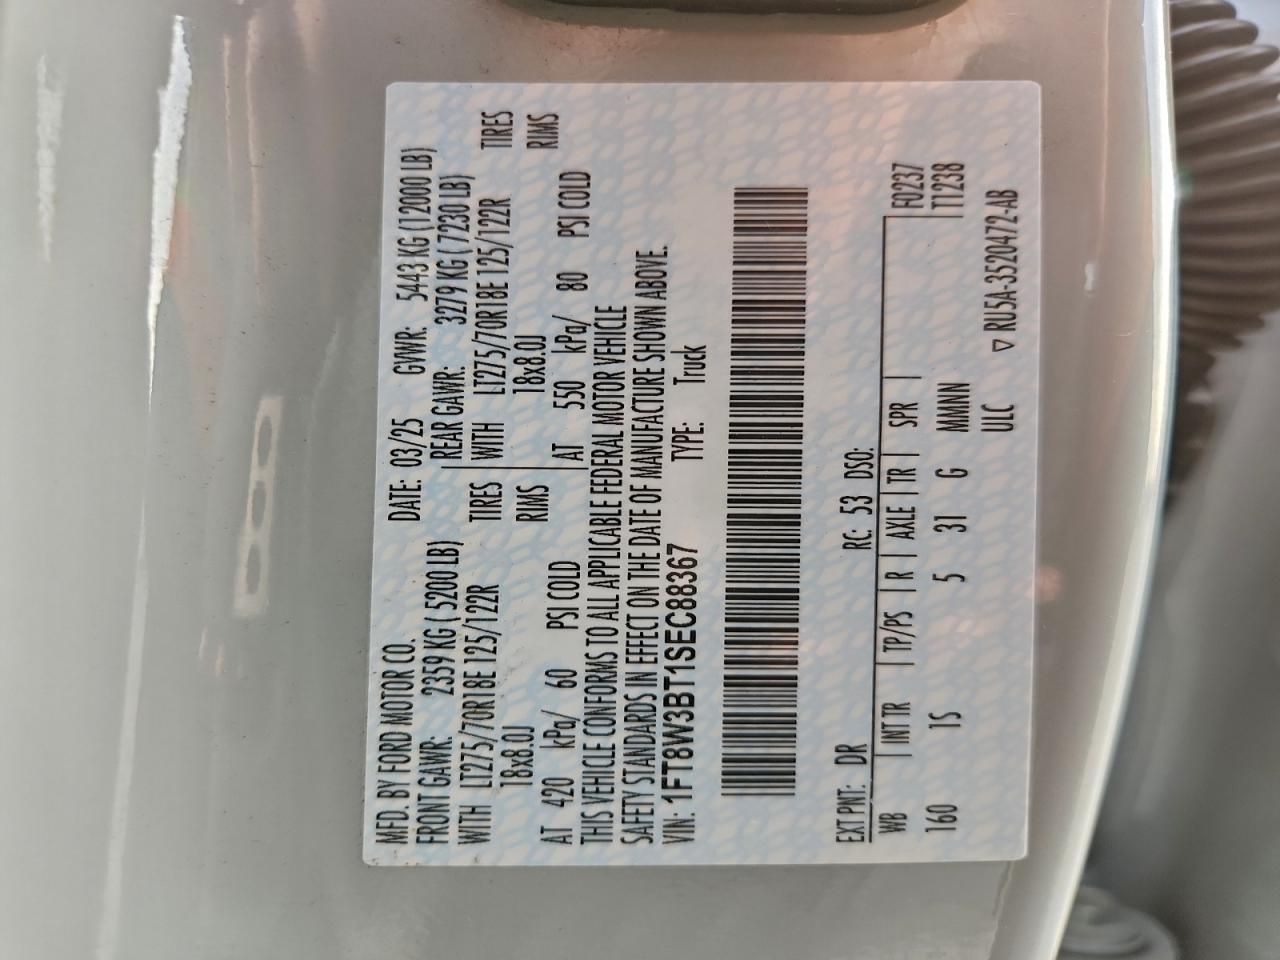 MFD. BY FORD MOTOR CO. DATE: 03/25 GVWR: 5443 KG (12000 LB)
FRONT GAWR: 2359 KG (5200 LB) REAR GAWR: 3279 KG (7230 LB)
WITH LT275/70R18E 125/122R TIRES WITH LT275/70R18E 125/122R TIRES
18x8.0J RIMS 18x8.0J RIMS
AT 420 kPa/ 60 PSI COLD AT 550 kPa/ 80 PSI COLD
THIS VEHICLE CONFORMS TO ALL APPLICABLE FEDERAL MOTOR VEHICLE
SAFETY STANDARDS IN EFFECT ON THE DATE OF MANUFACTURE SHOWN ABOVE.
VIN: 1FT8W3BT1SEC88367 TYPE: Truck
EXT PNT: DR RC: 53 DSO:
WB INT TR TP/PS R AXLE TR SPR F0237
160 1S 5 31 G MMNN T1238
ULC ▽ RU5A-3520472-AB